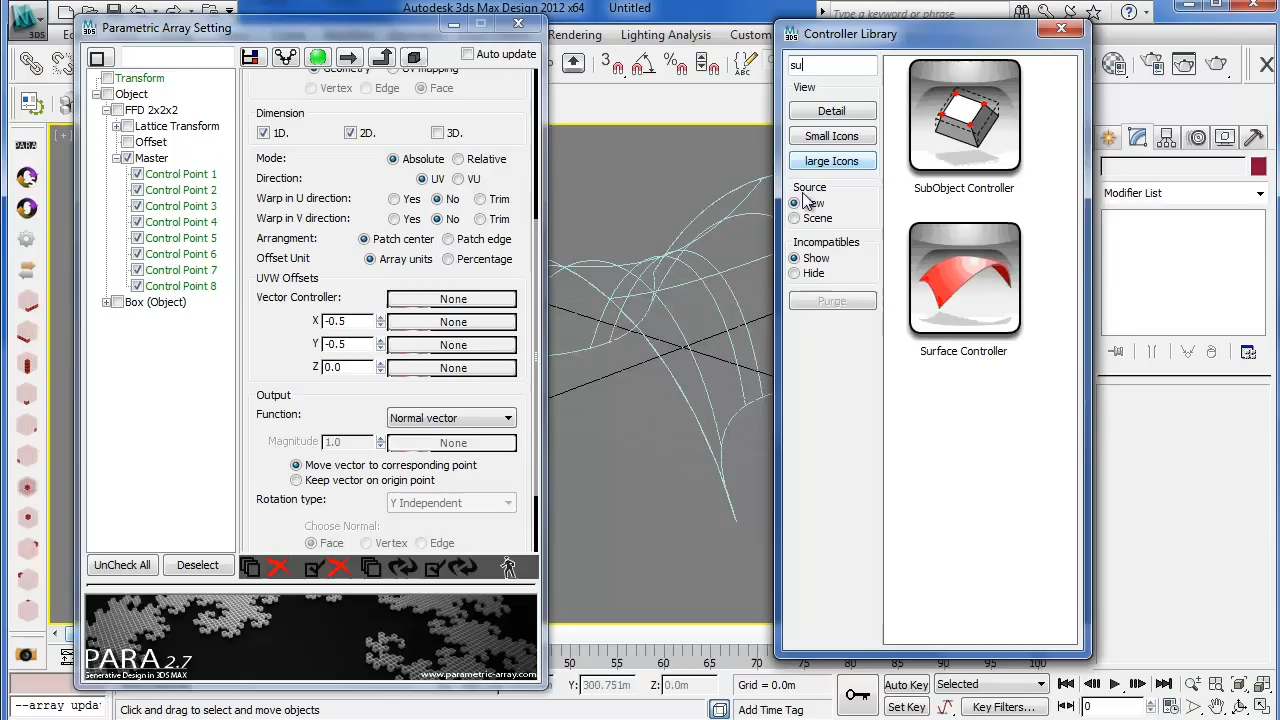 Autodesk 3ds Max Design 2012 x64 Untitled
Type a keyword or phrase
Rendering Lighting Analysis Custom
Parametric Array Setting
Auto update
Transform
Object
FFD 2x2x2
Lattice Transform
Offset
Master
Control Point 1
Control Point 2
Control Point 3
Control Point 4
Control Point 5
Control Point 6
Control Point 7
Control Point 8
Box (Object)
UnCheck All Deselect
Geometry UV Mapping
Vertex Edge Face
Dimension
1D. 2D. 3D.
Mode: Absolute Relative
Direction: UV VU
Warp in U direction: Yes No Trim
Warp in V direction: Yes No Trim
Arrangment: Patch center Patch edge
Offset Unit Array units Percentage
UVW Offsets
Vector Controller: None
X -0.5 None
Y -0.5 None
Z 0.0 None
Output
Function: Normal vector
Magnitude 1.0 None
Move vector to corresponding point
Keep vector on origin point
Rotation type: Y Independent
Choose Normal:
Face Vertex Edge
PARA 2.7
Generative Design in 3DS MAX
www.parametric-array.com
Controller Library
su
View
Detail
Small Icons
large Icons
Source
Scene
Incompatibles
Show
Hide
Purge
SubObject Controller
Surface Controller
Modifier List
PARA
3DS
50 55 60 65 70 75 80 85 90 95 100
Y: 300.751m Z: 0.0m Grid = 0.0m
Auto Key Selected
Set Key Key Filters...
0
--array upda
Click and drag to select and move objects
Add Time Tag